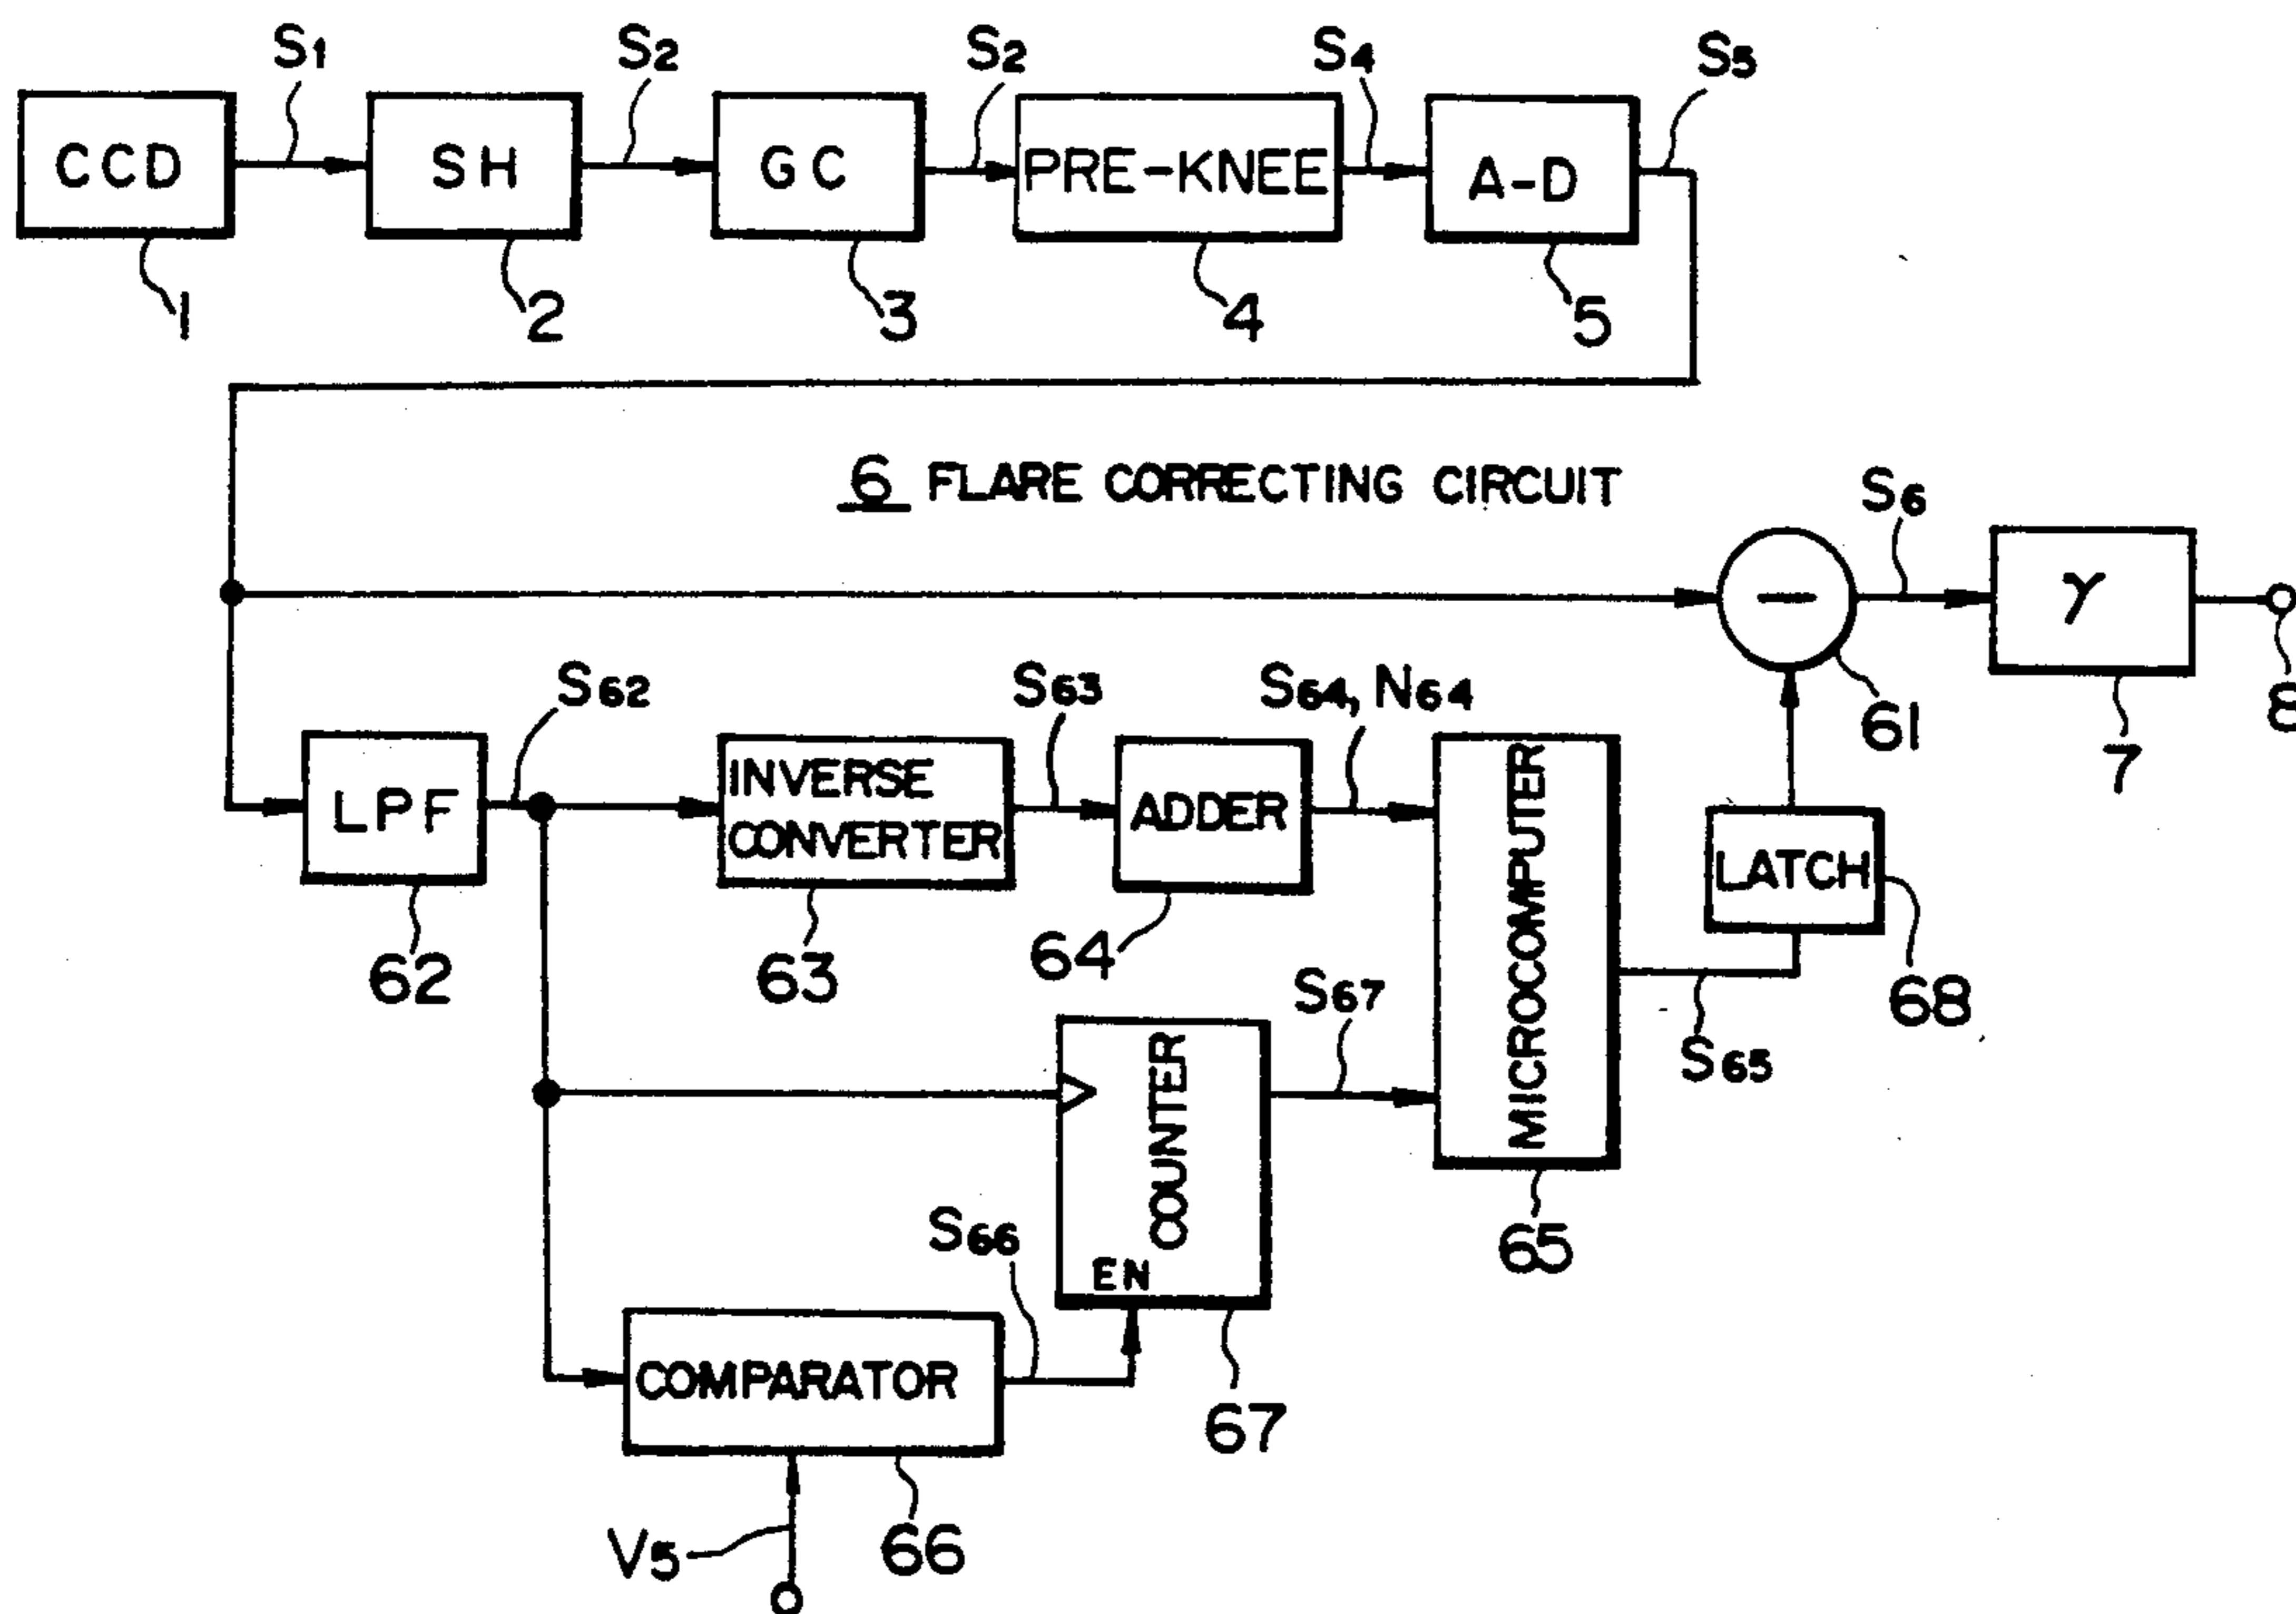 S1 S2 S2 S4 S5
CCD SH GC PRE-KNEE A-D
1 2 3 4 5
6 FLARE CORRECTING CIRCUIT
S6
γ
61 7 8
S62 S63 S64, N64
LPF
INVERSE
CONVERTER
ADDER
MICROCOMPUTER
LATCH
62 63 64 68
S67 S65
COUNTER
EN
S66
65
COMPARATOR
67
V5 66